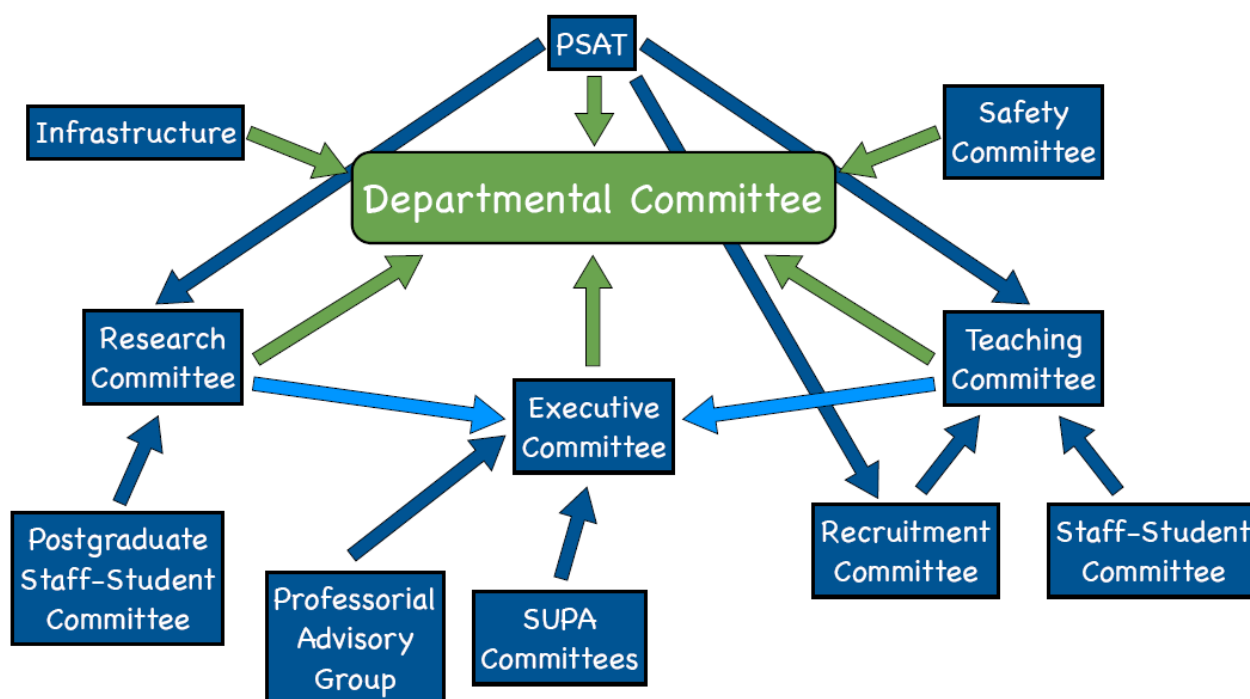 PSAT
Infrastructure
Safety
Committee
Departmental Committee
Research
Committee
Teaching
Committee
Executive
Committee
Postgraduate
Staff-Student
Committee
Professorial
Advisory
Group
SUPA
Committees
Recruitment
Committee
Staff-Student
Committee